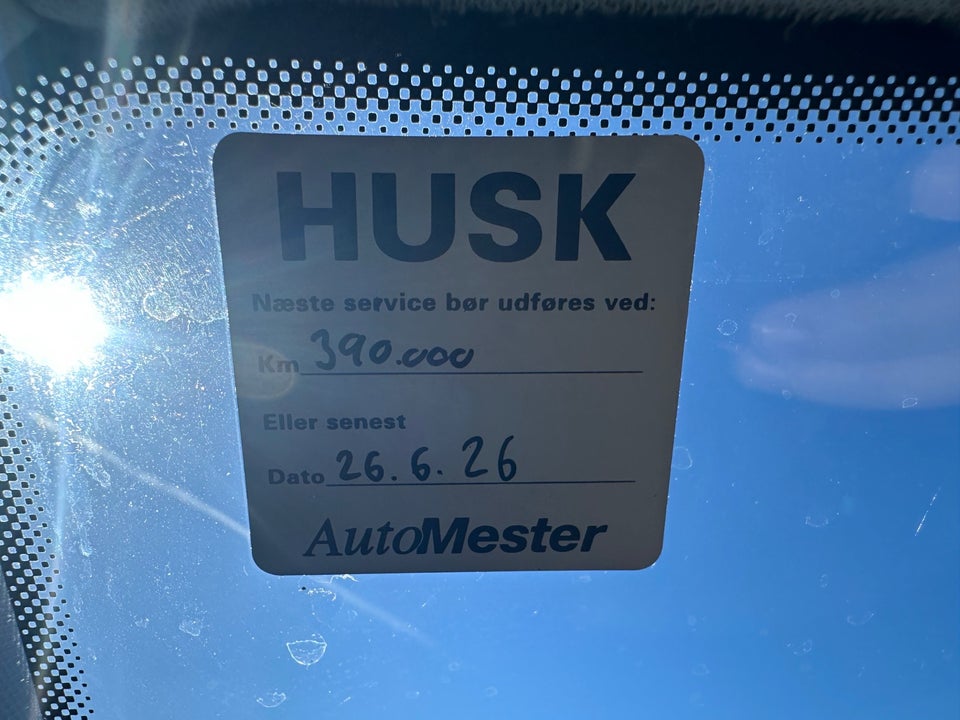 HUSK
Næste service bør udføres ved:
Km 390.000
Eller senest
Dato 26.6.26
AutoMester